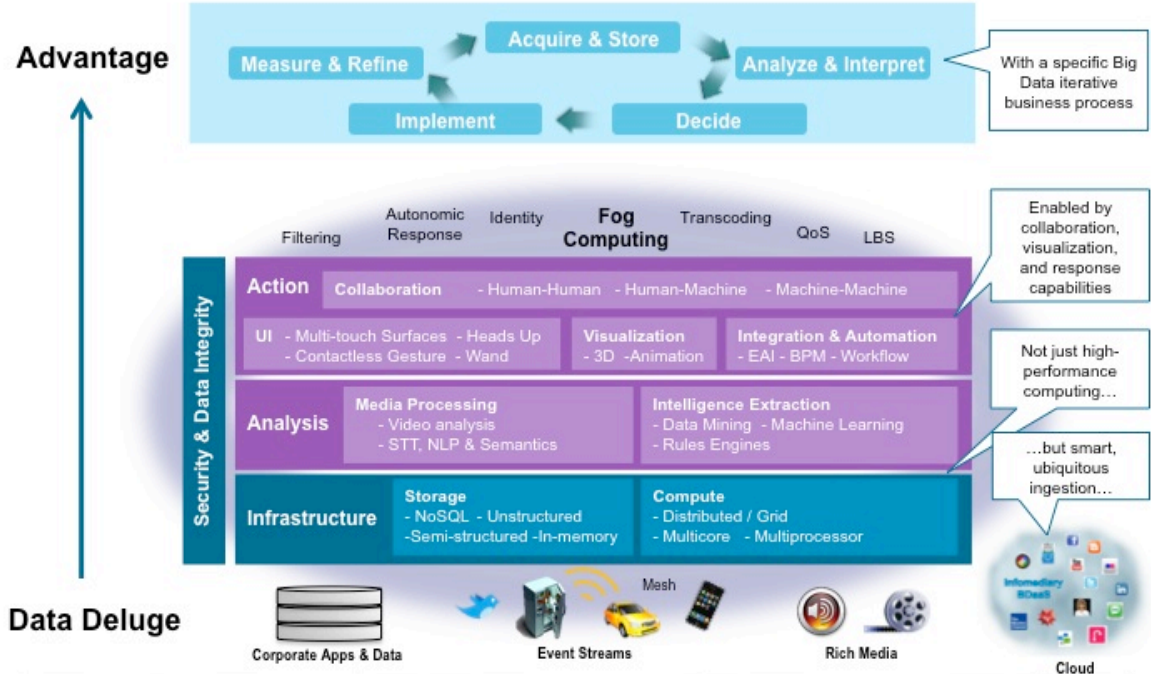 Advantage
Acquire & Store
Measure & Refine
Analyze & Interpret
Implement
Decide
With a specific Big
Data iterative
business process
Filtering
Autonomic
Response
Identity
Fog
Computing
Transcoding
QoS
LBS
Enabled by
collaboration,
visualization,
and response
capabilities
Security & Data Integrity
Action
Collaboration - Human-Human - Human-Machine - Machine-Machine
UI - Multi-touch Surfaces - Heads Up
- Contactless Gesture - Wand
Visualization
- 3D -Animation
Integration & Automation
- EAI - BPM - Workflow
Not just high-
performance
computing…
Analysis
Media Processing
- Video analysis
- STT, NLP & Semantics
Intelligence Extraction
- Data Mining - Machine Learning
- Rules Engines
…but smart,
ubiquitous
ingestion…
Infrastructure
Storage
- NoSQL - Unstructured
-Semi-structured -In-memory
Compute
- Distributed / Grid
- Multicore - Multiprocessor
Data Deluge
Mesh
Infomediary
BDaaS
Corporate Apps & Data
Event Streams
Rich Media
Cloud